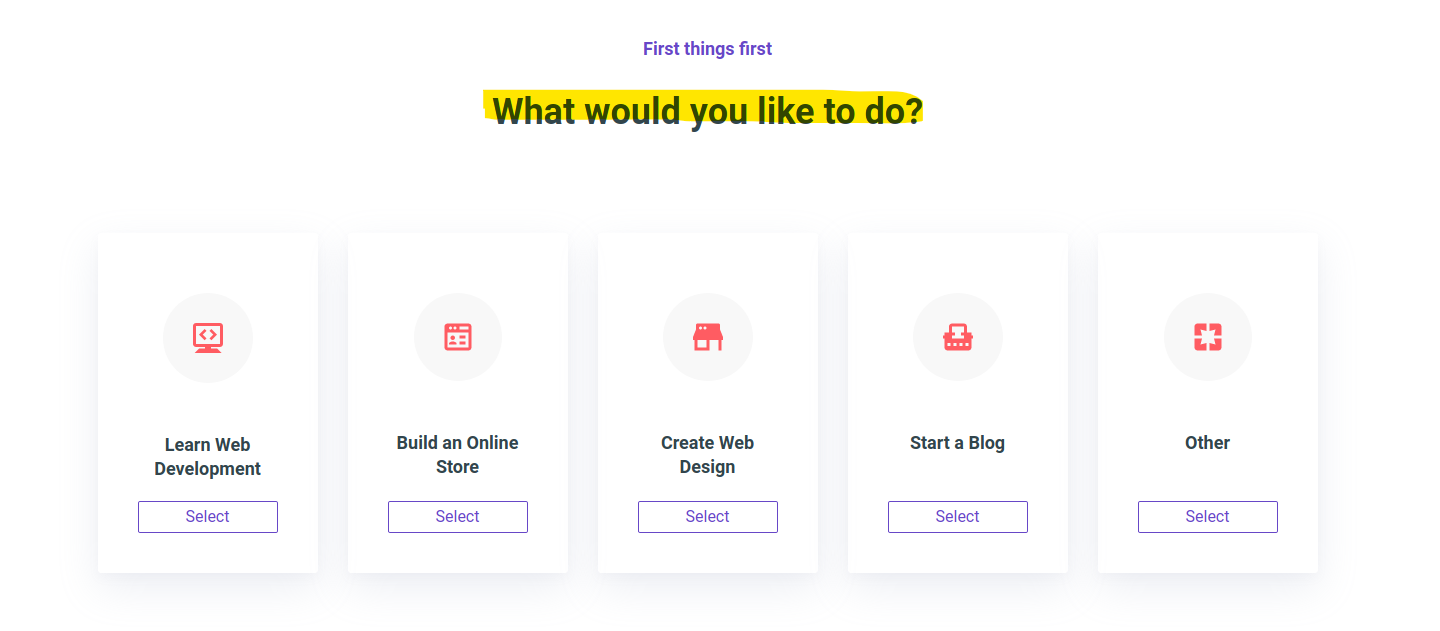 First things first
What would you like to do?
Learn Web
Development
Select
Build an Online
Store
Select
Create Web
Design
Select
Start a Blog
Select
Other
Select